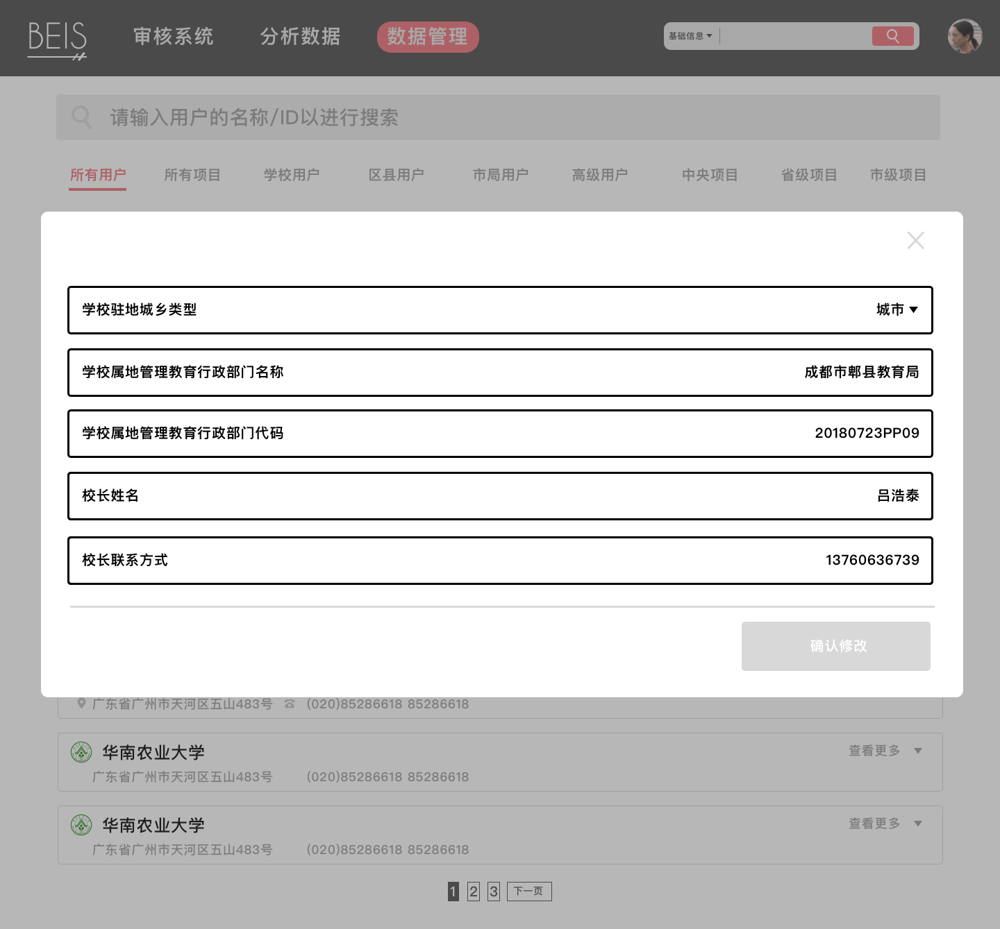 BEIS 审核系统 分析数据 数据管理 基础信息
请输入用户的名称/ID以进行搜索
所有用户 所有项目 学校用户 区县用户 市局用户 高级用户 中央项目 省级项目 市级项目
学校驻地城乡类型 城市
学校属地管理教育行政部门名称 成都市郫县教育局
学校属地管理教育行政部门代码 20180723PP09
校长姓名 吕浩泰
校长联系方式 13760636739
确认修改
广东省广州市天河区五山483号 (020)85286618 85286618
华南农业大学 查看更多
广东省广州市天河区五山483号 (020)85286618 85286618
华南农业大学 查看更多
广东省广州市天河区五山483号 (020)85286618 85286618
1 2 3 下一页